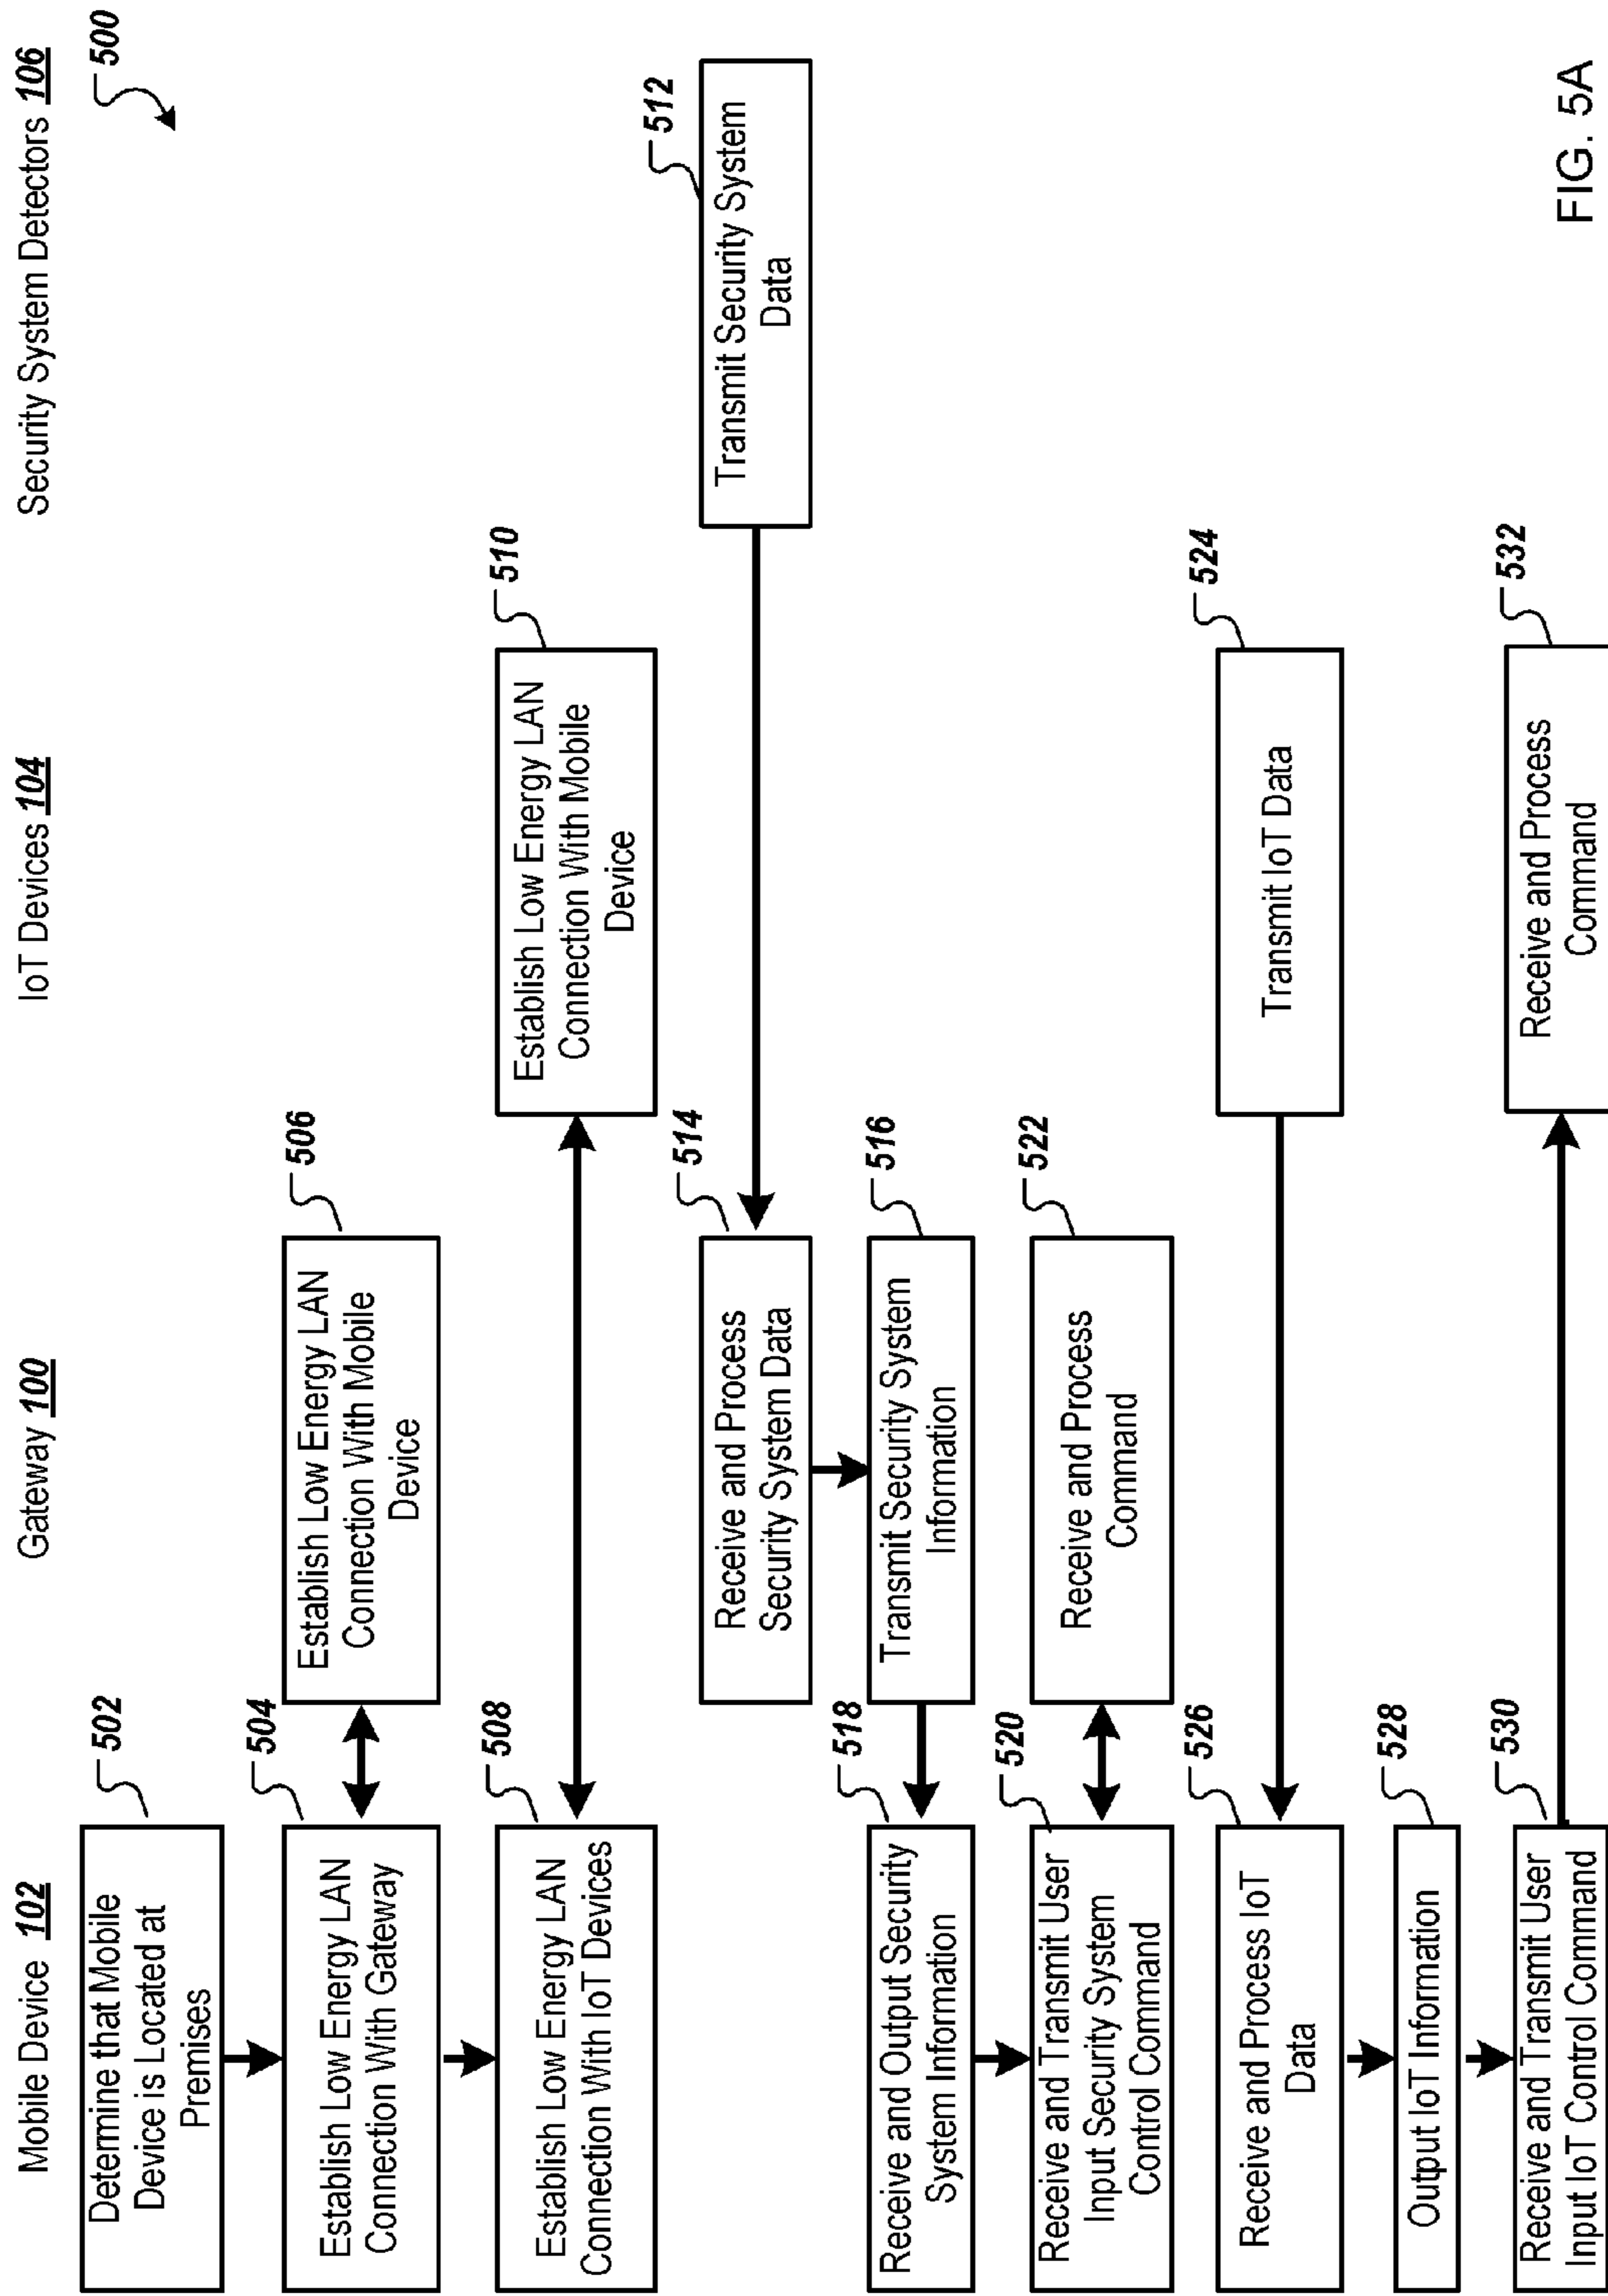 Mobile Device 102
Gateway 100
IoT Devices 104
Security System Detectors 106
500
502
Determine that Mobile
Device is Located at
Premises
504
Establish Low Energy LAN
Connection With Gateway
506
Establish Low Energy LAN
Connection With Mobile
Device
508
Establish Low Energy LAN
Connection With IoT Devices
510
Establish Low Energy LAN
Connection With Mobile
Device
512
Transmit Security System
Data
514
Receive and Process
Security System Data
516
Transmit Security System
Information
518
Receive and Output Security
System Information
520
Receive and Transmit User
Input Security System
Control Command
522
Receive and Process
Command
524
Transmit IoT Data
526
Receive and Process IoT
Data
528
Output IoT Information
530
Receive and Transmit User
Input IoT Control Command
532
Receive and Process
Command
FIG. 5A